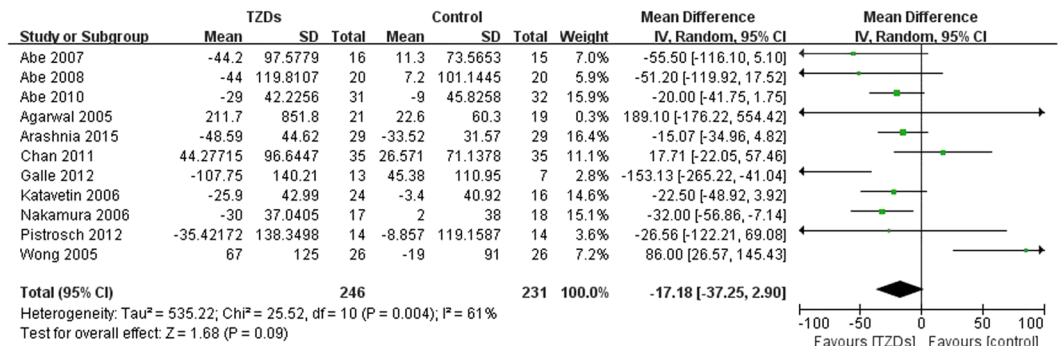 TZDs Control Mean Difference Mean Difference
Study or Subgroup Mean SD Total Mean SD Total Weight IV, Random, 95% CI IV, Random, 95% CI
Abe 2007 -44.2 97.5779 16 11.3 73.5653 15 7.0% -55.50 [-116.10, 5.10]
Abe 2008 -44 119.8107 20 7.2 101.1445 20 5.9% -51.20 [-119.92, 17.52]
Abe 2010 -29 42.2256 31 -9 45.8258 32 15.9% -20.00 [-41.75, 1.75]
Agarwal 2005 211.7 851.8 21 22.6 60.3 19 0.3% 189.10 [-176.22, 554.42]
Arashnia 2015 -48.59 44.62 29 -33.52 31.57 29 16.4% -15.07 [-34.96, 4.82]
Chan 2011 44.27715 96.6447 35 26.571 71.1378 35 11.1% 17.71 [-22.05, 57.46]
Galle 2012 -107.75 140.21 13 45.38 110.95 7 2.8% -153.13 [-265.22, -41.04]
Katavetin 2006 -25.9 42.99 24 -3.4 40.92 16 14.6% -22.50 [-48.92, 3.92]
Nakamura 2006 -30 37.0405 17 2 38 18 15.1% -32.00 [-56.86, -7.14]
Pistrosch 2012 -35.42172 138.3498 14 -8.857 119.1587 14 3.6% -26.56 [-122.21, 69.08]
Wong 2005 67 125 26 -19 91 26 7.2% 86.00 [26.57, 145.43]
Total (95% CI) 246 231 100.0% -17.18 [-37.25, 2.90]
Heterogeneity: Tau² = 535.22; Chi² = 25.52, df = 10 (P = 0.004); I² = 61%
Test for overall effect: Z = 1.68 (P = 0.09)
-100 -50 0 50 100
Favours [TZDs] Favours [control]